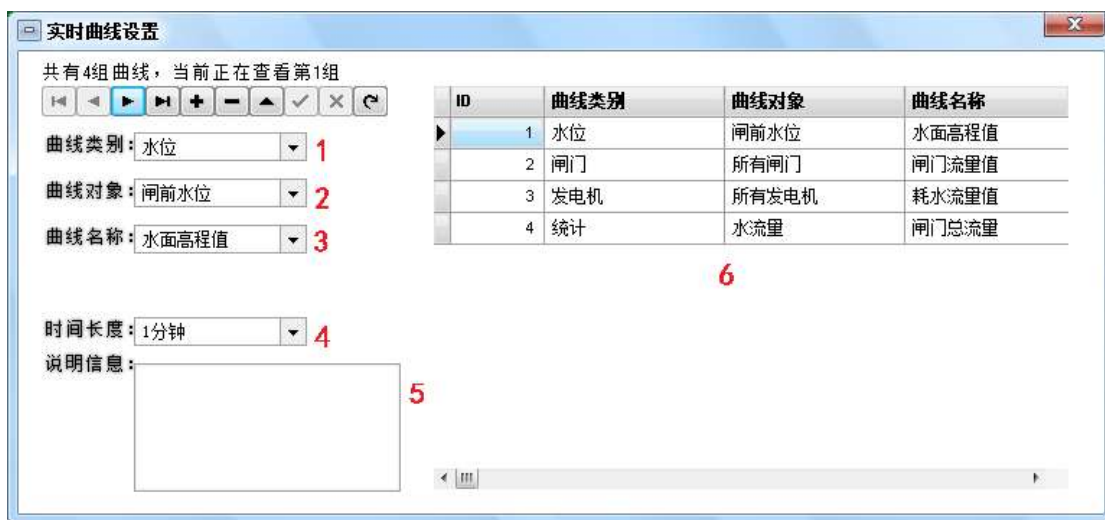 实时曲线设置
共有4组曲线，当前正在查看第1组
曲线类别：水位 1
曲线对象：闸前水位 2
曲线名称：水面高程值 3
时间长度：1分钟 4
说明信息： 5
ID 曲线类别 曲线对象 曲线名称
1 水位 闸前水位 水面高程值
2 闸门 所有闸门 闸门流量值
3 发电机 所有发电机 耗水流量值
4 统计 水流量 闸门总流量
6